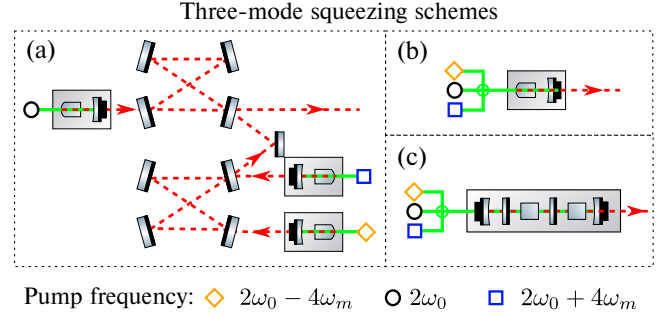 Three-mode squeezing schemes
(a)
(b)
(c)
Pump frequency: 2ω₀ − 4ωₘ 2ω₀ 2ω₀ + 4ωₘ